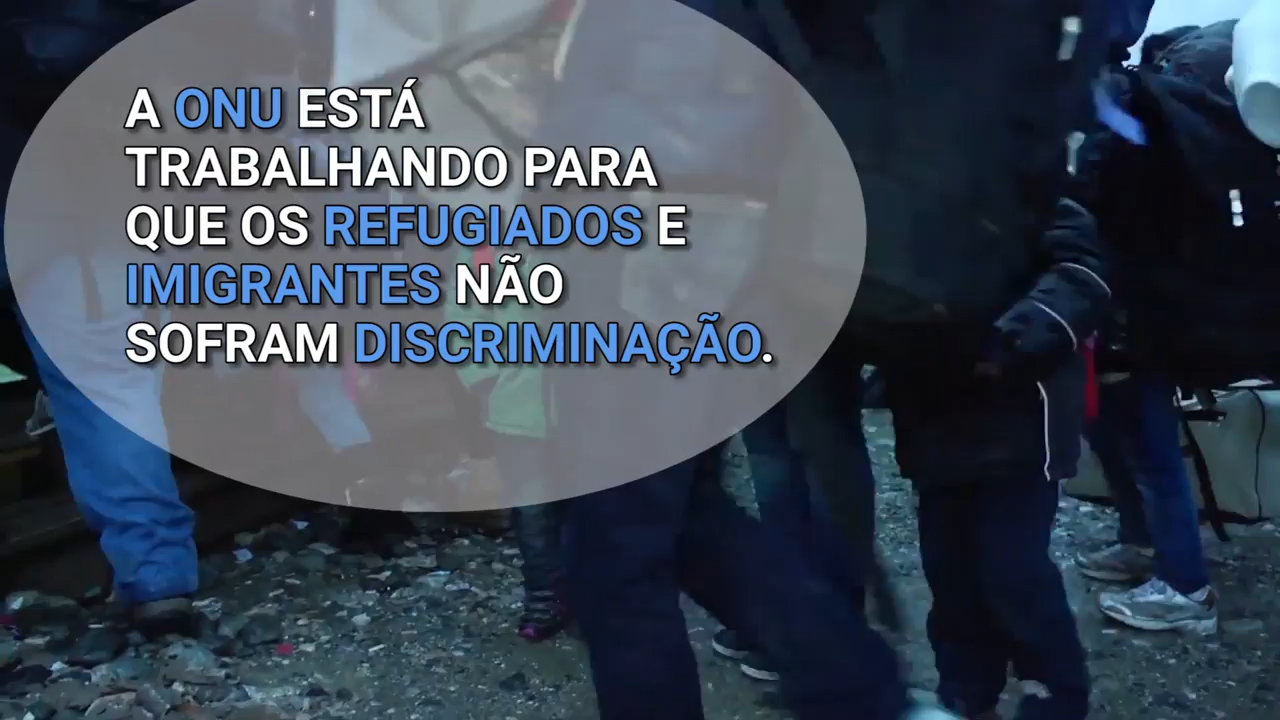 A ONU ESTÁ
TRABALHANDO PARA
QUE OS REFUGIADOS E
IMIGRANTES NÃO
SOFRAM DISCRIMINAÇÃO.